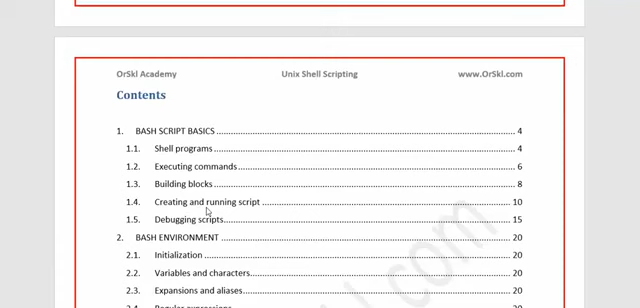 OrSkl Academy Unix Shell Scripting www.OrSkl.com
Contents
1. BASH SCRIPT BASICS ........ 4
1.1. Shell programs ........ 4
1.2. Executing commands ........ 6
1.3. Building blocks ........ 8
1.4. Creating and running script ........ 10
1.5. Debugging scripts ........ 15
2. BASH ENVIRONMENT ........ 20
2.1. Initialization ........ 20
2.2. Variables and characters ........ 20
2.3. Expansions and aliases ........ 20